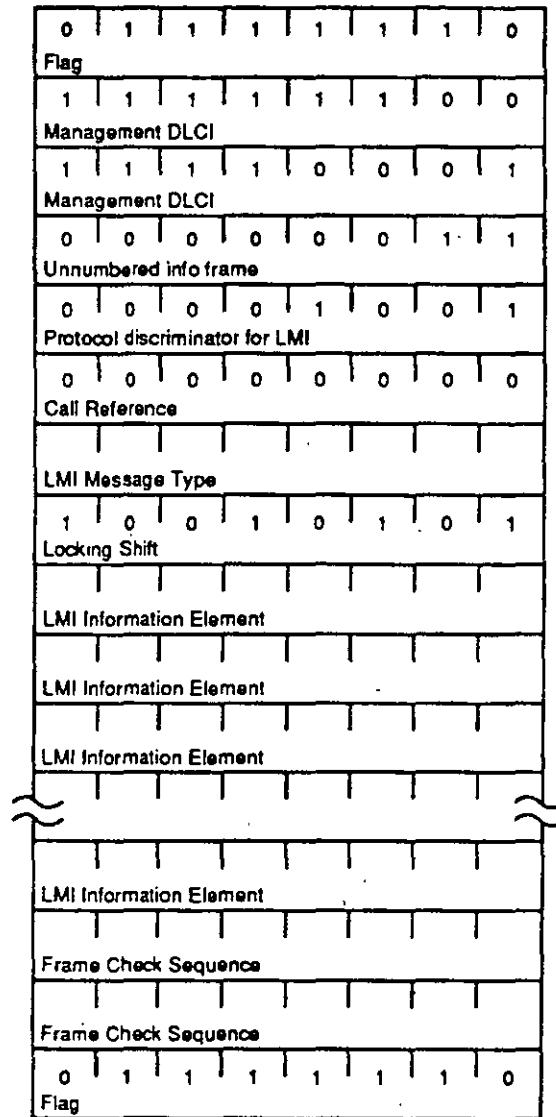 0 1 1 1 1 1 1 0
Flag
1 1 1 1 1 1 0 0
Management DLCI
1 1 1 1 0 0 0 1
Management DLCI
0 0 0 0 0 0 1 1
Unnumbered info frame
0 0 0 0 1 0 0 1
Protocol discriminator for LMI
0 0 0 0 0 0 0 0
Call Reference
LMI Message Type
1 0 0 1 0 1 0 1
Locking Shift
LMI Information Element
LMI Information Element
LMI Information Element
LMI Information Element
Frame Check Sequence
Frame Check Sequence
0 1 1 1 1 1 1 0
Flag